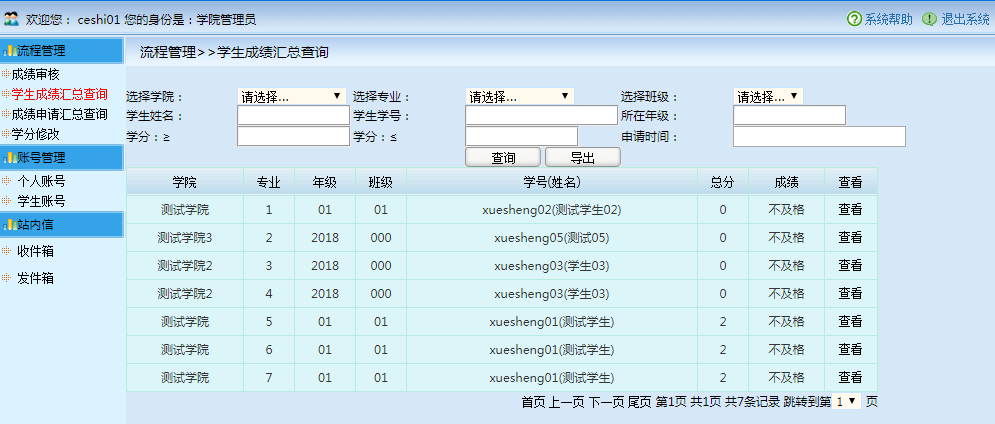 欢迎您： ceshi01 您的身份是：学院管理员
系统帮助 退出系统
流程管理
成绩审核
学生成绩汇总查询
成绩申请汇总查询
学分修改
账号管理
个人账号
学生账号
站内信
收件箱
发件箱
流程管理>>学生成绩汇总查询
选择学院： 请选择... 选择专业： 请选择... 选择班级： 请选择...
学生姓名： 学生学号： 所在年级：
学分：≥ 学分：≤ 申请时间：
查询 导出
学院 专业 年级 班级 学号(姓名) 总分 成绩 查看
测试学院 1 01 01 xuesheng02(测试学生02) 0 不及格 查看
测试学院3 2 2018 000 xuesheng05(测试05) 0 不及格 查看
测试学院2 3 2018 000 xuesheng03(学生03) 0 不及格 查看
测试学院2 4 2018 000 xuesheng03(学生03) 0 不及格 查看
测试学院 5 01 01 xuesheng01(测试学生) 2 不及格 查看
测试学院 6 01 01 xuesheng01(测试学生) 2 不及格 查看
测试学院 7 01 01 xuesheng01(测试学生) 2 不及格 查看
首页 上一页 下一页 尾页 第1页 共1页 共7条记录 跳转到第 1 页